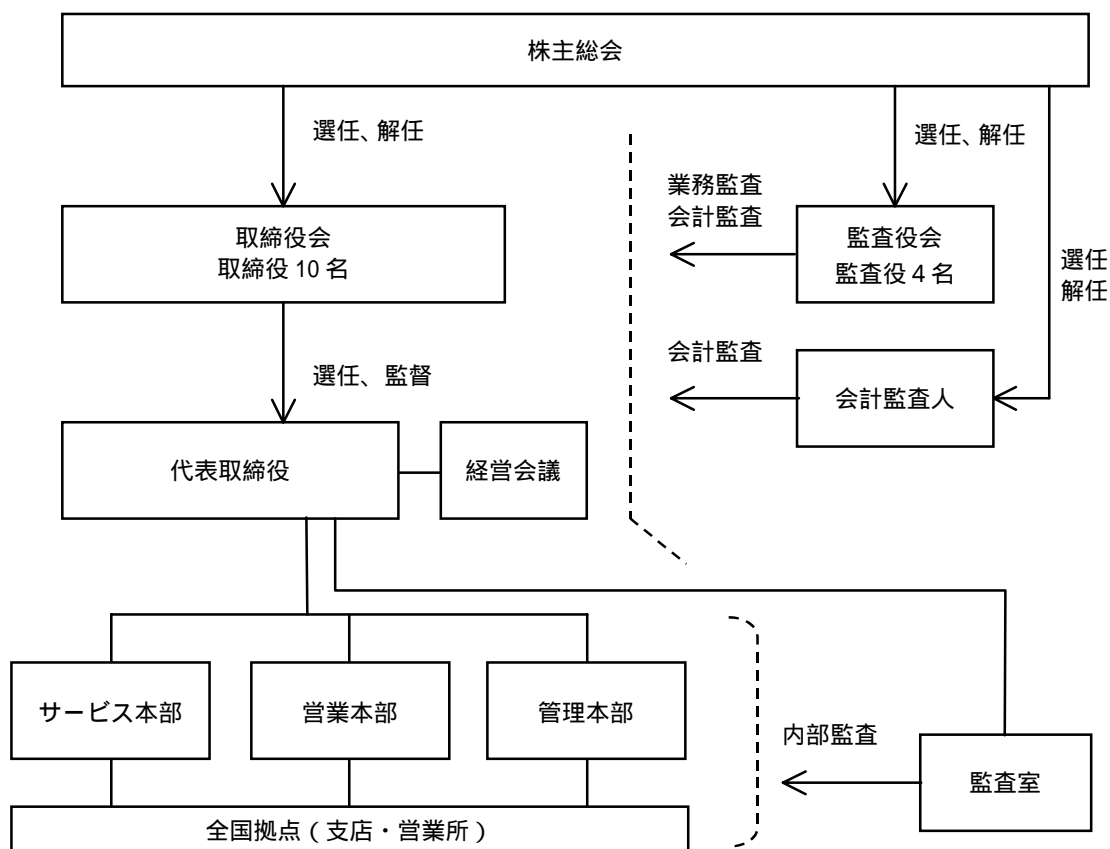 株主総会
選任、解任
選任、解任
業務監査
会計監査
取締役会
取締役 10 名
監査役会
監査役 4 名
選任
解任
会計監査
会計監査人
選任、監督
代表取締役
経営会議
サービス本部
営業本部
管理本部
内部監査
監査室
全国拠点（支店・営業所）